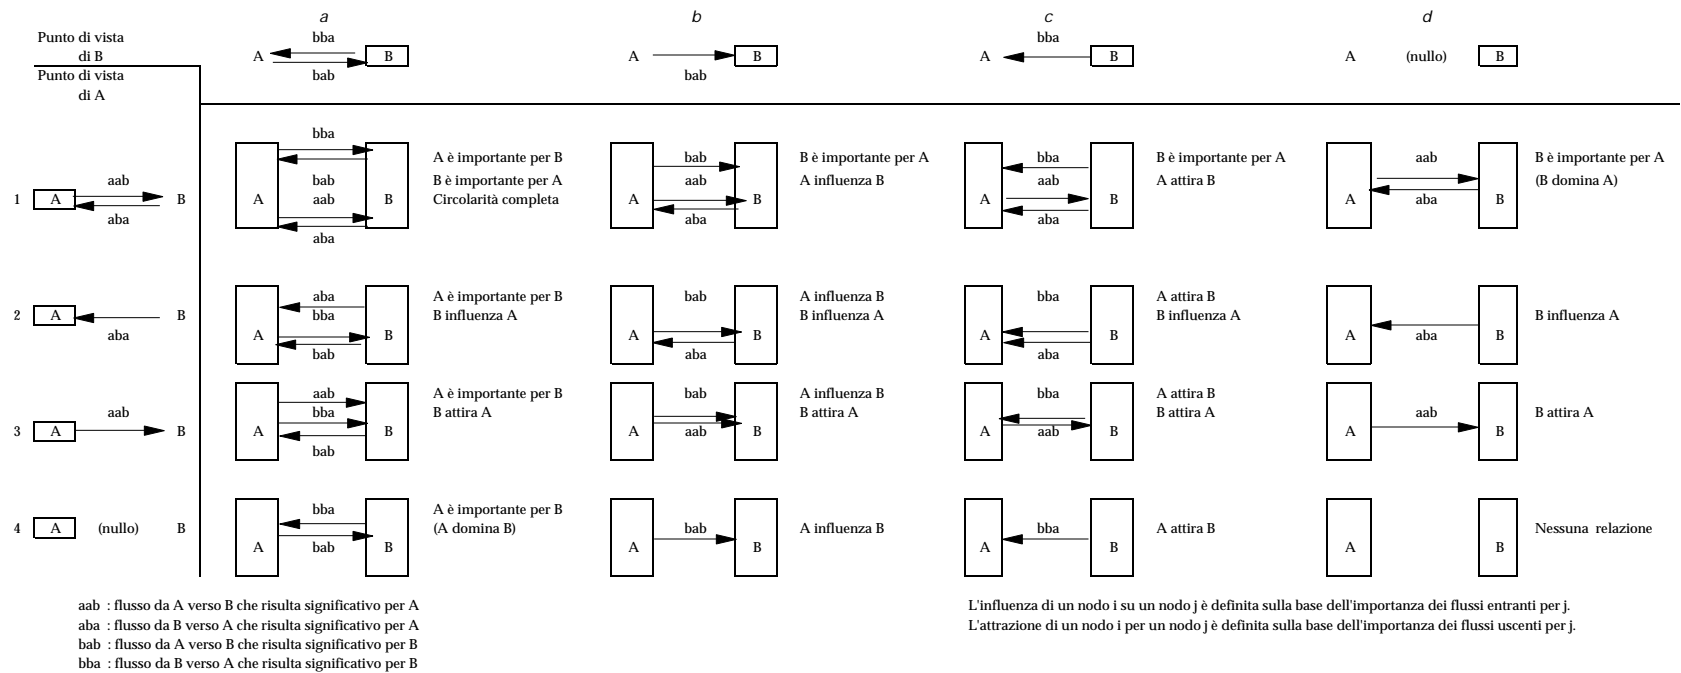 a b c d
Punto di vista
di B
Punto di vista
di A
bba
A B
bab
A B
bab
bba
A B
A (nullo) B
1 A aab B
aba
bba
A è importante per B
bab B è importante per A
A aab B Circolarità completa
aba
bab B è importante per A
aab A influenza B
A B
aba
bba B è importante per A
aab A attira B
A B
aba
aab B è importante per A
aba (B domina A)
A B
2 A B
aba
aba A è importante per B
bba B influenza A
A B
bab
bab A influenza B
B influenza A
A B
aba
bba A attira B
B influenza A
A B
aba
B influenza A
A aba B
aab
3 A B
aab A è importante per B
bba B attira A
A B
bab
bab A influenza B
B attira A
A aab B
bba A attira B
B attira A
A aab B
aab B attira A
A B
4 A (nullo) B
bba A è importante per B
(A domina B)
A bab B
bab A influenza B
A B
bba A attira B
A B
Nessuna relazione
A B
aab : flusso da A verso B che risulta significativo per A
aba : flusso da B verso A che risulta significativo per A
bab : flusso da A verso B che risulta significativo per B
bba : flusso da B verso A che risulta significativo per B
L'influenza di un nodo i su un nodo j è definita sulla base dell'importanza dei flussi entranti per j.
L'attrazione di un nodo i per un nodo j è definita sulla base dell'importanza dei flussi uscenti per j.